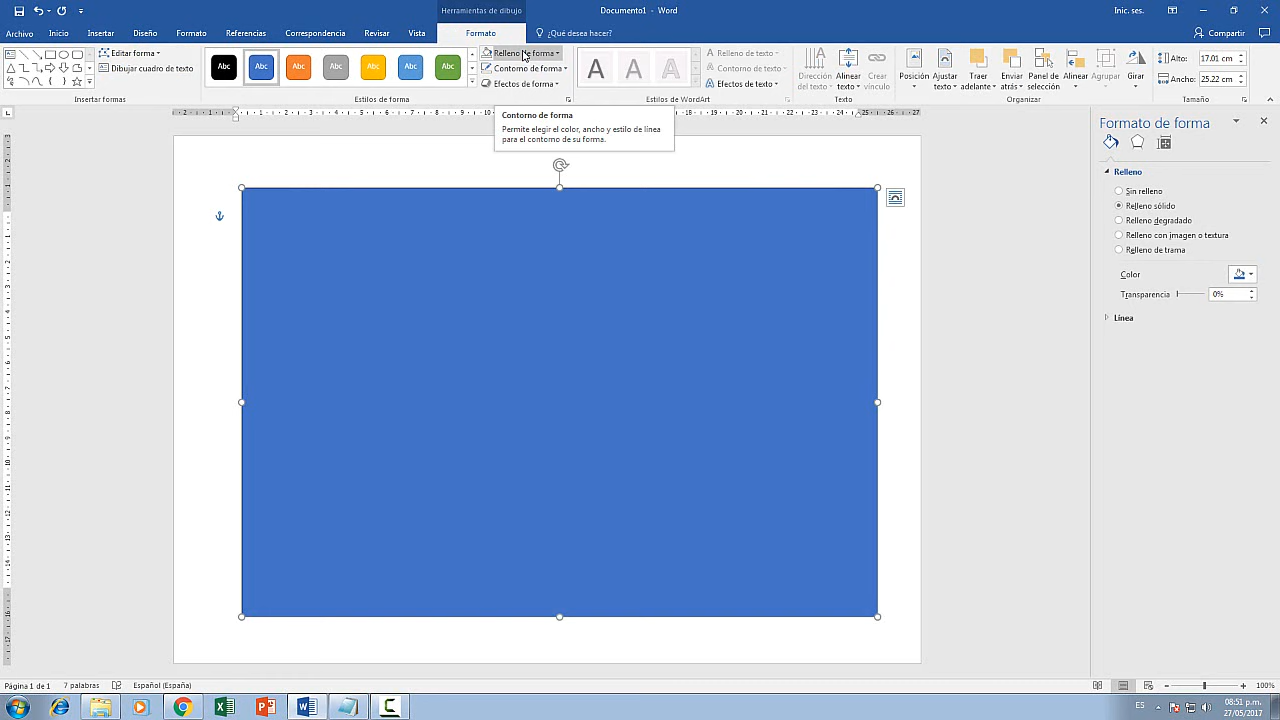 Herramientas de dibujo
Documento1 - Word
Inic. ses.
Archivo Inicio Insertar Diseño Formato Referencias Correspondencia Revisar Vista Formato ¿Qué desea hacer?
Compartir
Editar forma
Dibujar cuadro de texto
Insertar formas
Abc Abc Abc Abc Abc Abc Abc
Estilos de forma
Relleno de forma
Contorno de forma
Efectos de forma
A A A
Estilos de WordArt
Relleno de texto
Contorno de texto
Efectos de texto
Dirección del texto
Alinear texto
Crear vínculo
Texto
Posición
Ajustar texto
Traer adelante
Enviar atrás
Panel de selección
Alinear
Agrupar
Girar
Organizar
Alto: 17.01 cm
Ancho: 25.22 cm
Tamaño
Contorno de forma
Permite elegir el color, ancho y estilo de línea
para el contorno de su forma.
Formato de forma
Relleno
Sin relleno
Relleno sólido
Relleno degradado
Relleno con imagen o textura
Relleno de trama
Color
Transparencia 0%
Línea
Página 1 de 1 7 palabras Español (España)
100%
ES
08:51 p.m.
27/05/2017